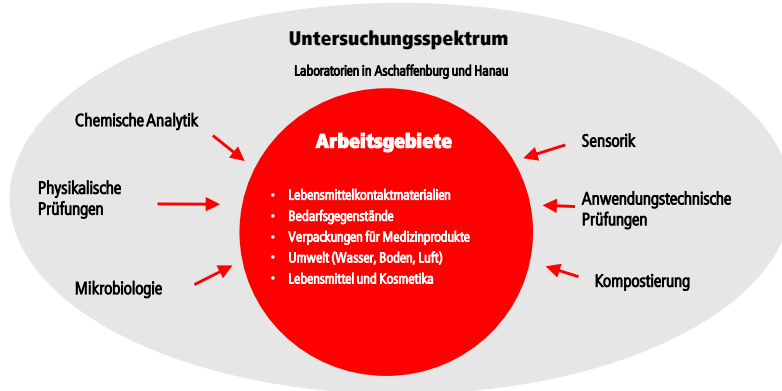 Untersuchungsspektrum
Laboratorien in Aschaffenburg und Hanau
Chemische Analytik
Physikalische
Prüfungen
Mikrobiologie
Arbeitsgebiete
• Lebensmittelkontaktmaterialien
• Bedarfsgegenstände
• Verpackungen für Medizinprodukte
• Umwelt (Wasser, Boden, Luft)
• Lebensmittel und Kosmetika
Sensorik
Anwendungstechnische
Prüfungen
Kompostierung